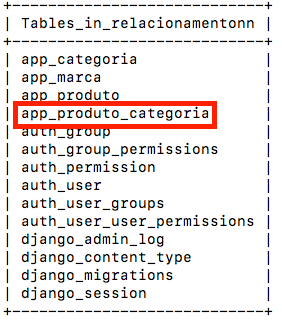 +----------------------------+
| Tables_in_relacionamentonn |
+----------------------------+
| app_categoria
| app_marca
| app_produto
| app_produto_categoria
| auth_group
| auth_group_permissions |
| auth_permission |
| auth_user |
| auth_user_groups |
| auth_user_user_permissions |
| django_admin_log |
| django_content_type |
| django_migrations |
| django_session |
+----------------------------+